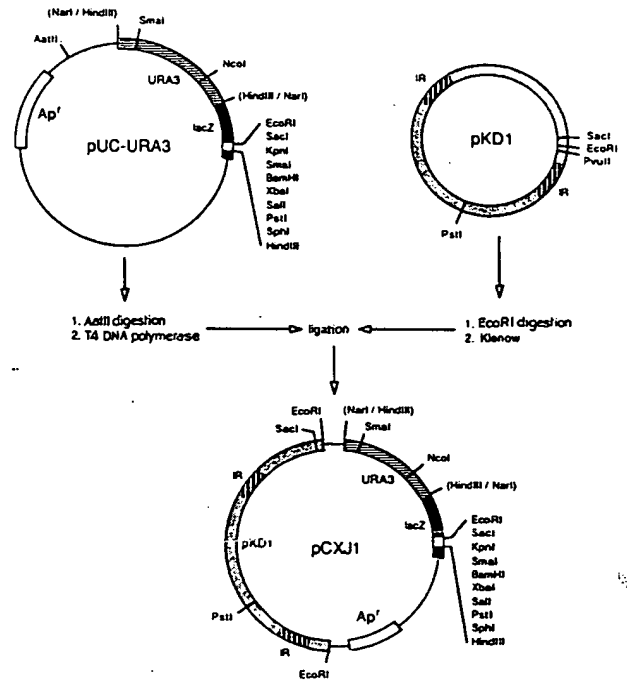 (NarI / HindIII)
SmaI
AatII
NcoI
URA3
(HindIII / NarI)
lacZ
Ap^r
pUC-URA3
EcoRI
SacI
KpnI
SmaI
BamHI
XbaI
SalI
PstI
SphI
HindIII
IR
pKD1
SacI
EcoRI
PvuII
IR
PstI
1. AatII digestion
2. T4 DNA polymerase
ligation
1. EcoRI digestion
2. Klenow
EcoRI
(NarI / HindIII)
SacI
SmaI
NcoI
URA3
(HindIII / NarI)
IR
lacZ
pKD1
pCXJ1
EcoRI
SacI
KpnI
SmaI
BamHI
XbaI
SalI
PstI
SphI
HindIII
PstI
Ap^r
IR
EcoRI